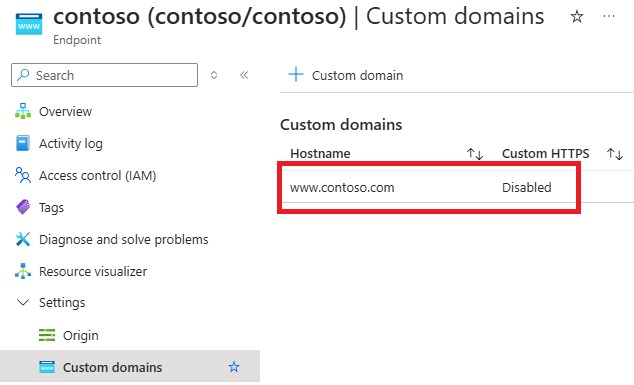 contoso (contoso/contoso) | Custom domains
Endpoint
Search
Overview
Activity log
Access control (IAM)
Tags
Diagnose and solve problems
Resource visualizer
Settings
Origin
Custom domains
+ Custom domain
Custom domains
Hostname Custom HTTPS
www.contoso.com Disabled